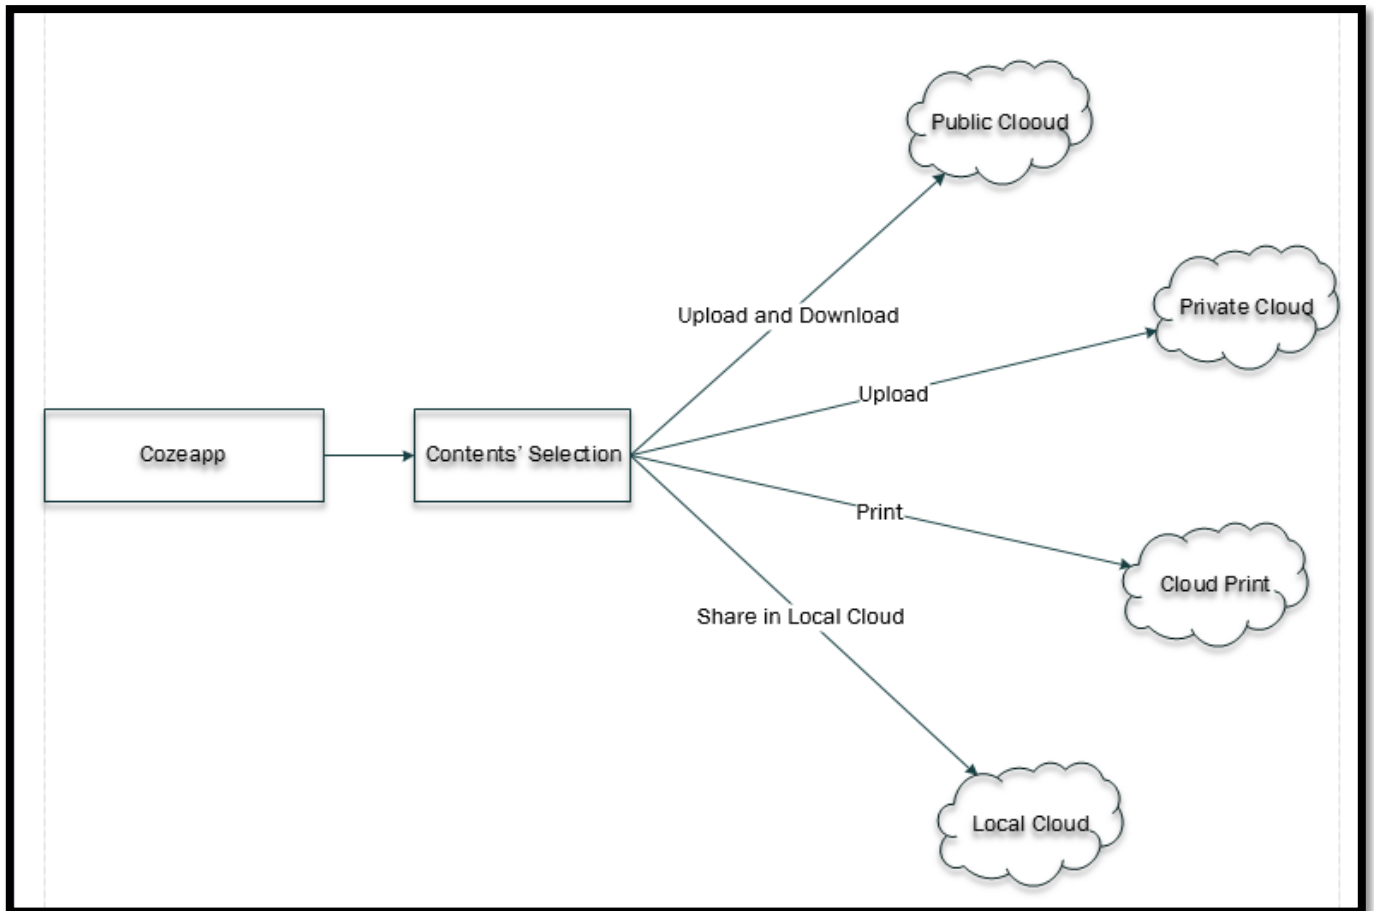 Public Clooud
Private Cloud
Upload and Download
Upload
Cozeapp
Contents’ Selection
Print
Cloud Print
Share in Local Cloud
Local Cloud